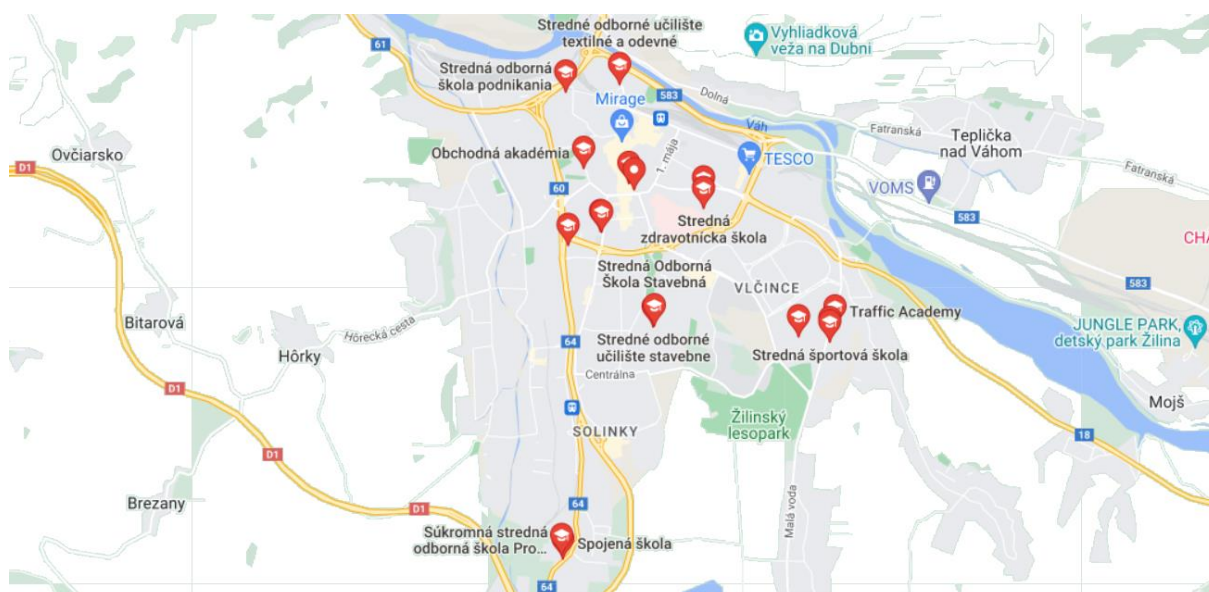 Stredné odborné učilište
textilné a odevné
Vyhliadková
veža na Dubni
61
Stredná odborná
škola podnikania
Mirage
583
Dolná
Váh
Fatranská
Teplička
nad Váhom
Fatranská
Ovčiarsko
D1
Obchodná akadémia
1. mája
TESCO
60
VOMS
583
Stredná
zdravotnícka škola
CHA
Stredná Odborná
Škola Stavebná
VLČINCE
583
Bitarová
Hôrky
Hôrecká cesta
Traffic Academy
JUNGLE PARK,
detský park Žilina
64
Stredné odborné
učilište stavebne
Stredná športová škola
Centrálna
D1
Žilinský
lesopark
Mojš
SOLINKY
18
D1
Brezany
64
D1
Malá voda
Súkromná stredná
odborná škola Pro...
Spojená škola
64